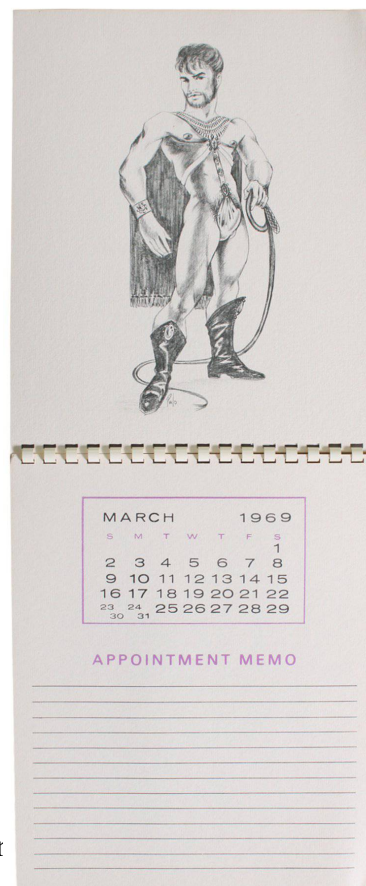 MARCH 1969
S M T W T F S
1
2 3 4 5 6 7 8
9 10 11 12 13 14 15
16 17 18 19 20 21 22
23 24 25 26 27 28 29
30 31
APPOINTMENT MEMO